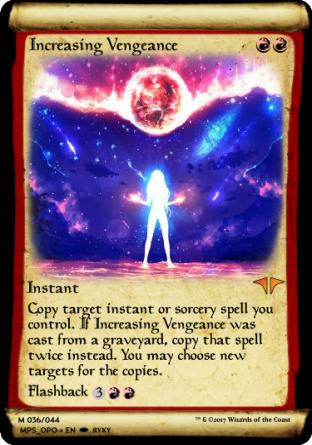 Increasing Vengeance
Instant
Copy target instant or sorcery spell you
control. If Increasing Vengeance was
cast from a graveyard, copy that spell
twice instead. You may choose new
targets for the copies.
Flashback 3
M 036/044
MPS_OPO • EN RYKY
™ & ©2017 Wizards of the Coast